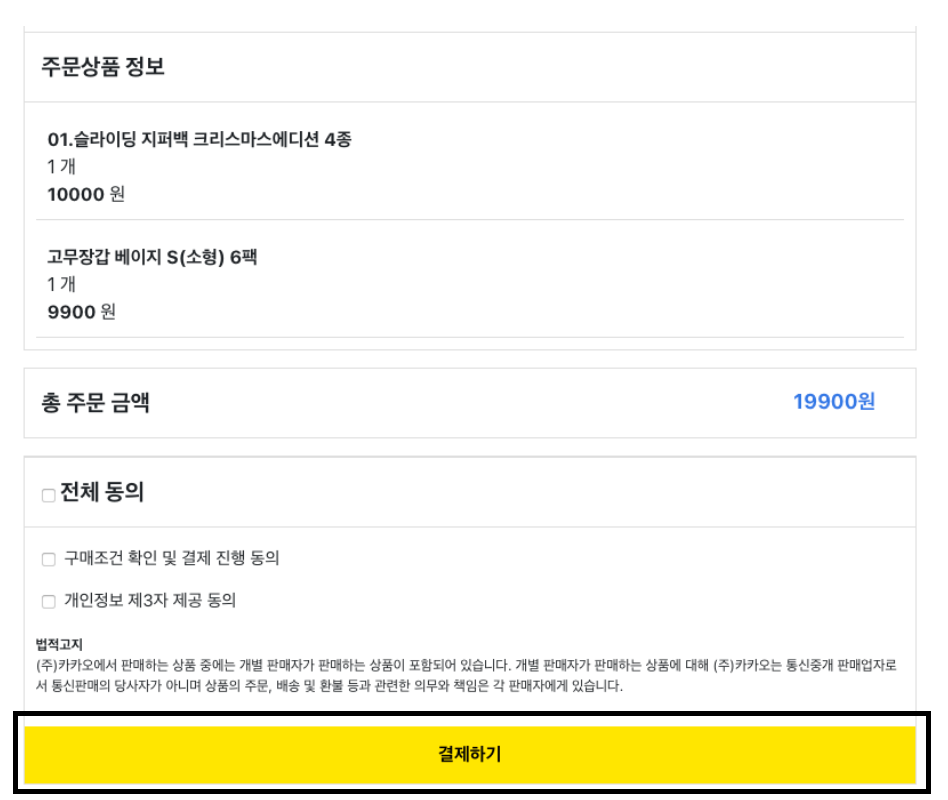 주문상품 정보
01.슬라이딩 지퍼백 크리스마스에디션 4종
1 개
10000 원
고무장갑 베이지 S(소형) 6팩
1 개
9900 원
총 주문 금액
19900원
전체 동의
구매조건 확인 및 결제 진행 동의
개인정보 제3자 제공 동의
법적고지
(주)카카오에서 판매하는 상품 중에는 개별 판매자가 판매하는 상품이 포함되어 있습니다. 개별 판매자가 판매하는 상품에 대해 (주)카카오는 통신중개 판매업자로
서 통신판매의 당사자가 아니며 상품의 주문, 배송 및 환불 등과 관련한 의무와 책임은 각 판매자에게 있습니다.
결제하기